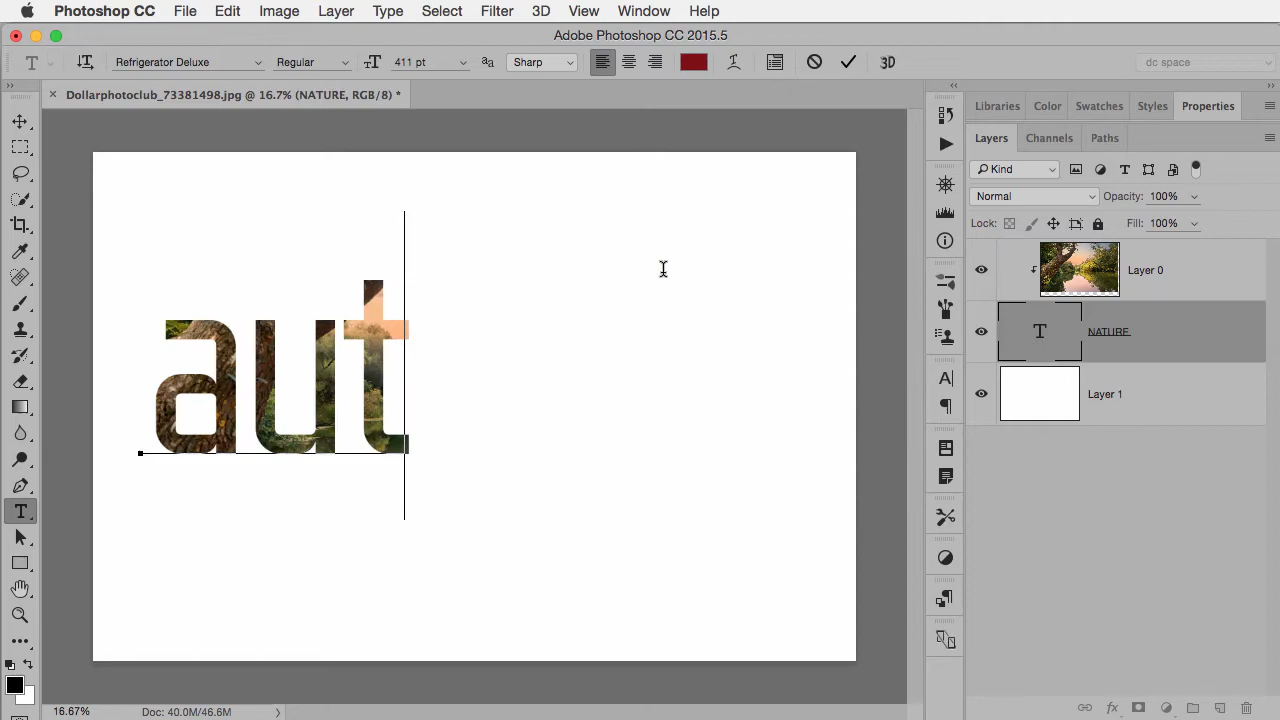 Photoshop CC File Edit Image Layer Type Select Filter 3D View Window Help
Adobe Photoshop CC 2015.5
T Refrigerator Deluxe Regular 411 pt aa Sharp 3D dc space
Dollarphotoclub_73381498.jpg @ 16.7% (NATURE, RGB/8) *
Libraries Color Swatches Styles Properties
Layers Channels Paths
Kind
Normal Opacity: 100%
Lock: Fill: 100%
Layer 0
aut
T NATURE
Layer 1
16.67% Doc: 40.0M/46.6M